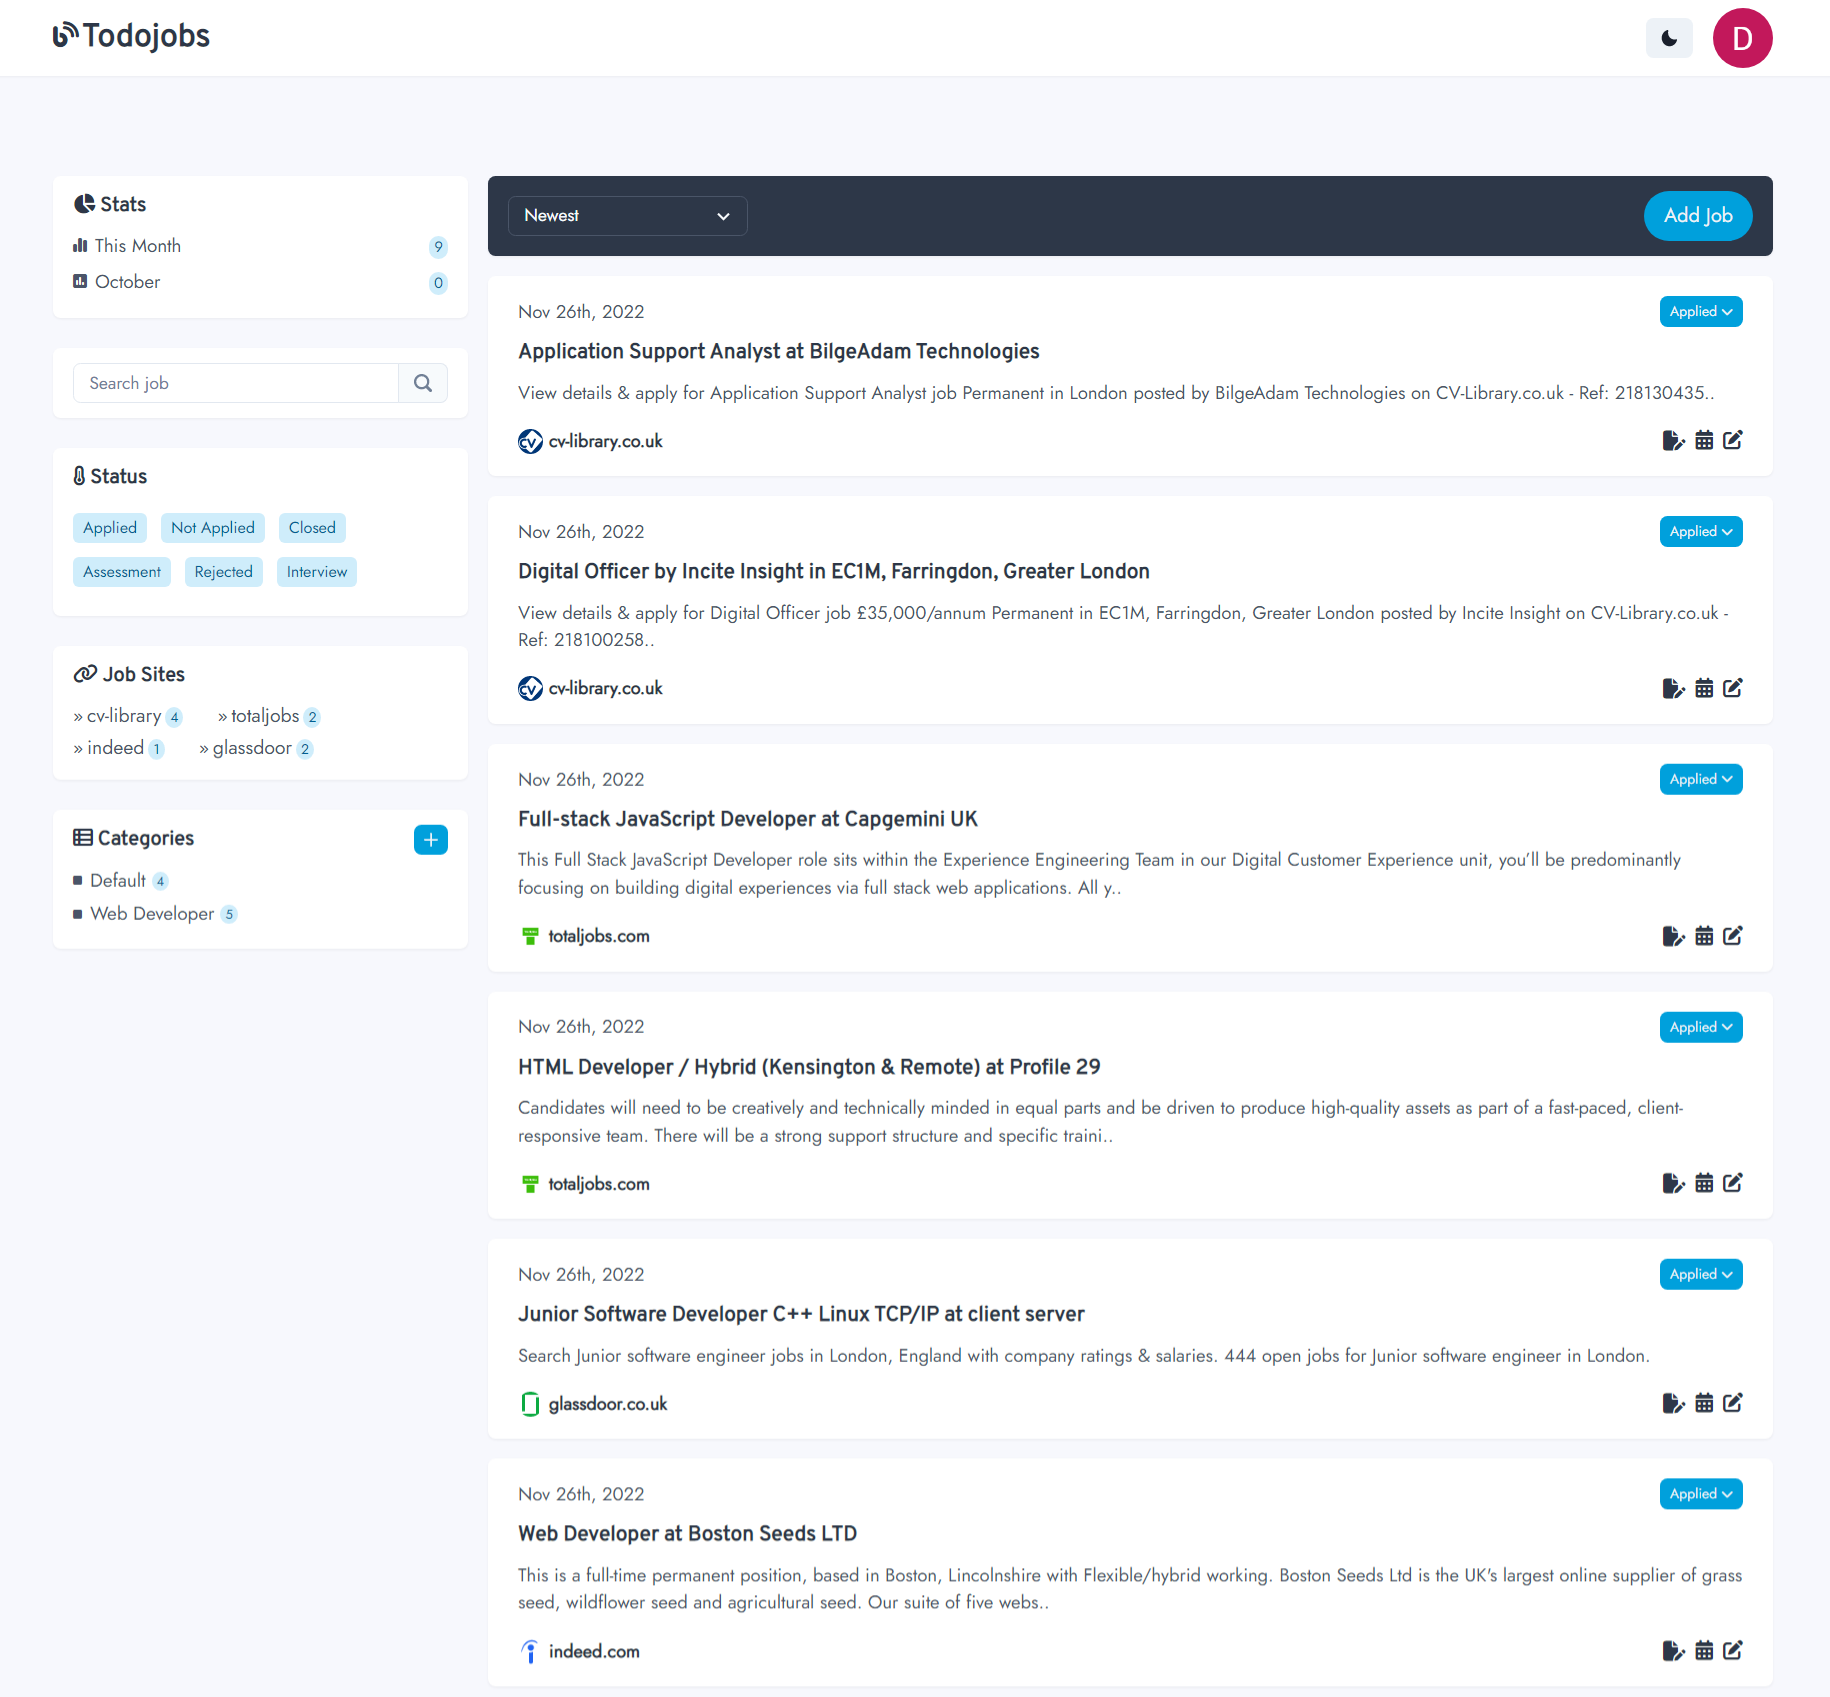 Todojobs
D
Stats
This Month 9
October 0
Search job
Status
Applied Not Applied Closed
Assessment Rejected Interview
Job Sites
» cv-library 4 » totaljobs 2
» indeed 1 » glassdoor 2
Categories
Default 4
Web Developer 5
Newest
Add Job
Nov 26th, 2022
Applied
Application Support Analyst at BilgeAdam Technologies
View details & apply for Application Support Analyst job Permanent in London posted by BilgeAdam Technologies on CV-Library.co.uk - Ref: 218130435..
cv cv-library.co.uk
Nov 26th, 2022
Applied
Digital Officer by Incite Insight in EC1M, Farringdon, Greater London
View details & apply for Digital Officer job £35,000/annum Permanent in EC1M, Farringdon, Greater London posted by Incite Insight on CV-Library.co.uk -
Ref: 218100258..
cv cv-library.co.uk
Nov 26th, 2022
Applied
Full-stack JavaScript Developer at Capgemini UK
This Full Stack JavaScript Developer role sits within the Experience Engineering Team in our Digital Customer Experience unit, you’ll be predominantly
focusing on building digital experiences via full stack web applications. All y..
totaljobs.com
Nov 26th, 2022
Applied
HTML Developer / Hybrid (Kensington & Remote) at Profile 29
Candidates will need to be creatively and technically minded in equal parts and be driven to produce high-quality assets as part of a fast-paced, client-
responsive team. There will be a strong support structure and specific traini..
totaljobs.com
Nov 26th, 2022
Applied
Junior Software Developer C++ Linux TCP/IP at client server
Search Junior software engineer jobs in London, England with company ratings & salaries. 444 open jobs for Junior software engineer in London.
glassdoor.co.uk
Nov 26th, 2022
Applied
Web Developer at Boston Seeds LTD
This is a full-time permanent position, based in Boston, Lincolnshire with Flexible/hybrid working. Boston Seeds Ltd is the UK's largest online supplier of grass
seed, wildflower seed and agricultural seed. Our suite of five webs..
indeed.com